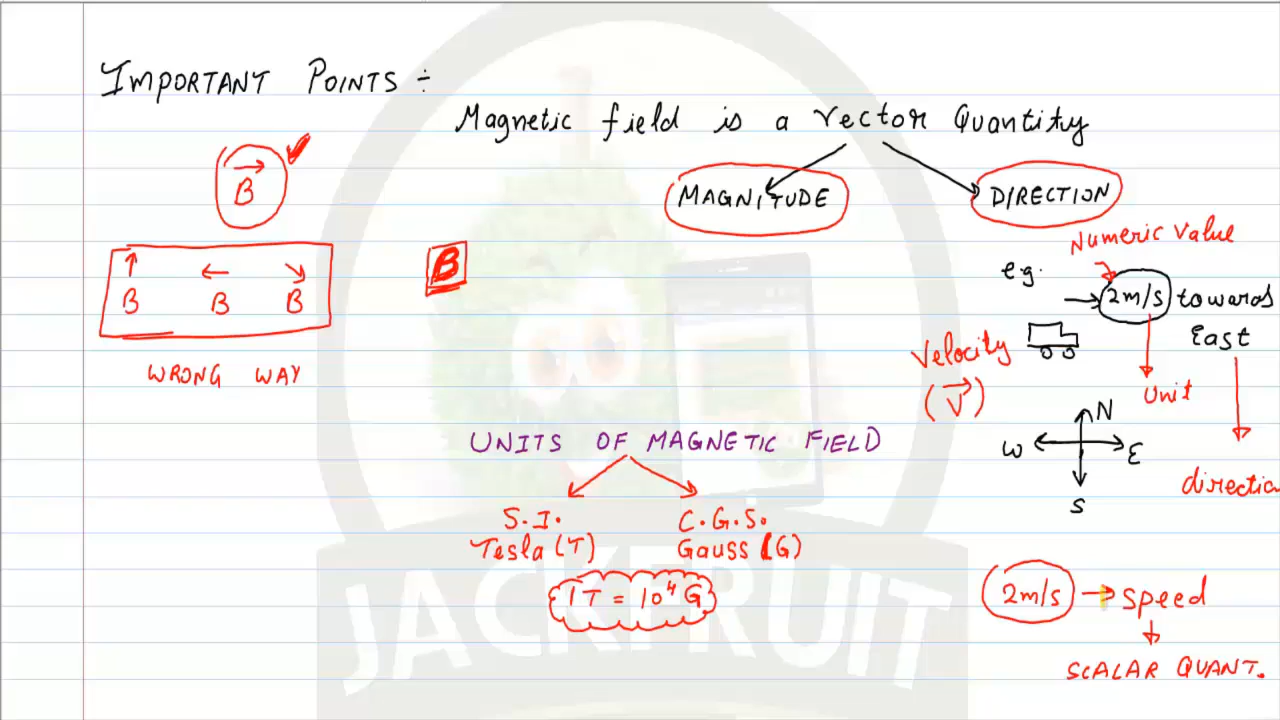 IMPORTANT POINTS ÷
Magnetic field is a vector Quantity
MAGNITUDE
DIRECTION
B
B B B
B
WRONG WAY
Numeric value
e.g.
2m/s towards
East
Velocity
(V)
Unit
direction
N
W E
S
UNITS OF MAGNETIC FIELD
S.I.
Tesla (T)
C.G.S.
Gauss (G)
1T = 10⁴ G
2m/s → Speed
SCALAR QUANT.
JACKFRUIT